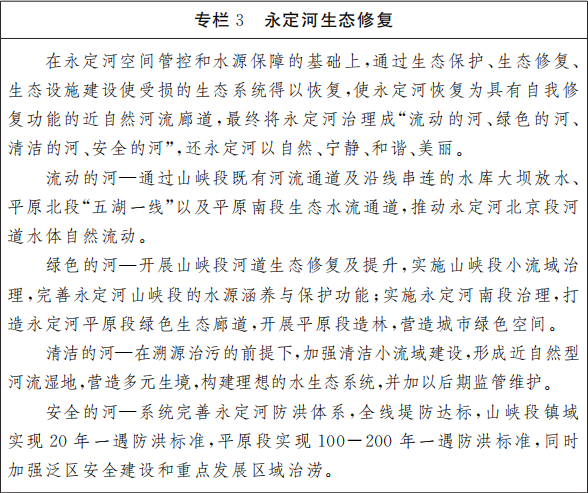 专栏 3　永定河生态修复
在永定河空间管控和水源保障的基础上,通过生态保护、生态修复、
生态设施建设使受损的生态系统得以恢复,使永定河恢复为具有自我修
复功能的近自然河流廊道,最终将永定河治理成“流动的河、绿色的河、
清洁的河、安全的河”,还永定河以自然、宁静、和谐、美丽。
流动的河—通过山峡段既有河流通道及沿线串连的水库大坝放水、
平原北段“五湖一线”以及平原南段生态水流通道,推动永定河北京段河
道水体自然流动。
绿色的河—开展山峡段河道生态修复及提升,实施山峡段小流域治
理,完善永定河山峡段的水源涵养与保护功能;实施永定河南段治理,打
造永定河平原段绿色生态廊道,开展平原段造林,营造城市绿色空间。
清洁的河—在溯源治污的前提下,加强清洁小流域建设,形成近自然型
河流湿地,营造多元生境,构建理想的水生态系统,并加以后期监管维护。
安全的河—系统完善永定河防洪体系,全线堤防达标,山峡段镇域
实现 20 年一遇防洪标准,平原段实现 100—200 年一遇防洪标准,同时
加强泛区安全建设和重点发展区域治涝。